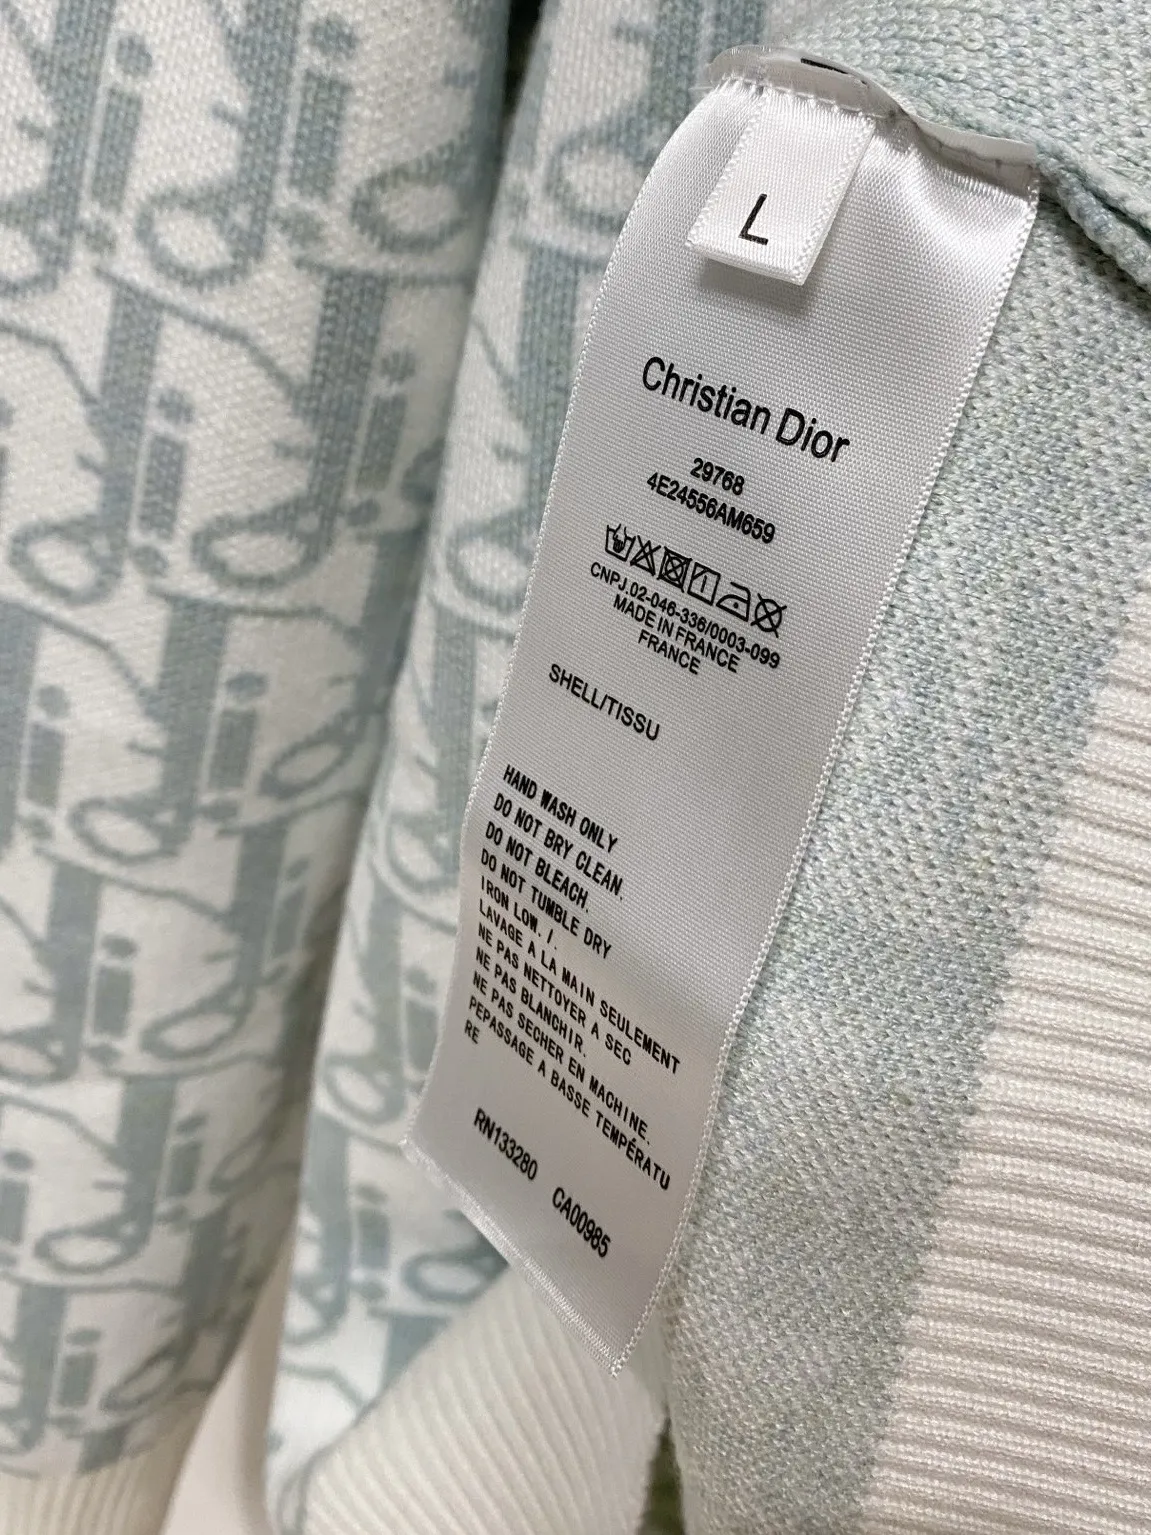 L
Christian Dior
29768
4E24556AM659
CNPJ.02-046-336/0003-099
MADE IN FRANCE
FRANCE
SHELL/TISSU
HAND WASH ONLY
DO NOT BRY CLEAN.
DO NOT BLEACH.
DO NOT TUMBLE DRY
IRON LOW. /.
LAVAGE A LA MAIN SEULEMENT
NE PAS NETTOYER A SEC
NE PAS BLANCHIR.
NE PAS SECHER EN MACHINE.
PEPASSAGE A BASSE TEMPÉRATU
RE
RN133280 CA00985